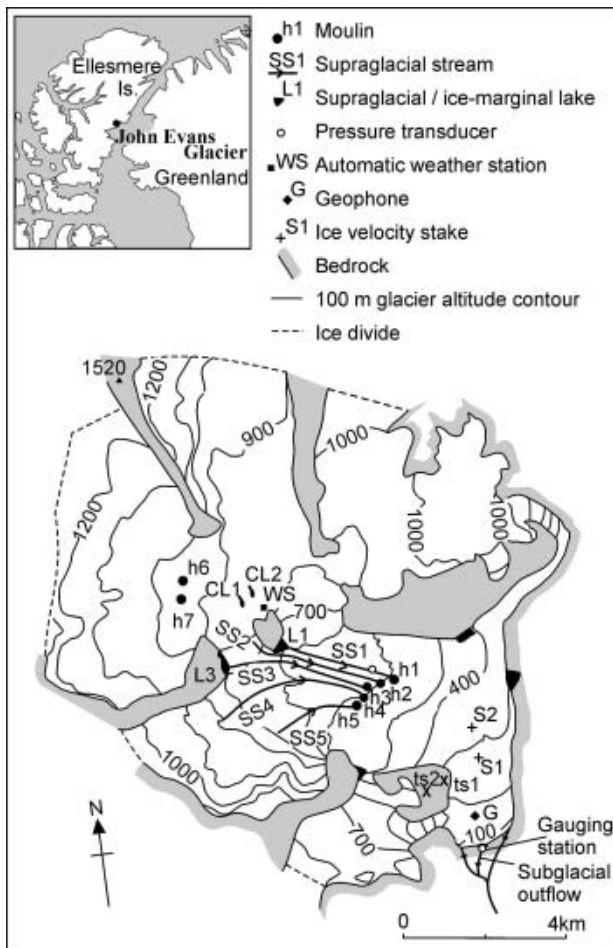 Ellesmere
Is.
John Evans
Glacier
Greenland
h1 Moulin
SS1 Supraglacial stream
L1 Supraglacial / ice-marginal lake
Pressure transducer
WS Automatic weather station
G Geophone
S1 Ice velocity stake
Bedrock
100 m glacier altitude contour
Ice divide
1520
1200
900
1000
1200
1000
1000
h6
h7
CL1
CL2
WS
700
SS2
L1
SS1
L3
SS3
h1
h2
h3
h4
h5
SS4
SS5
400
S2
S1
1000
ts2x
x
ts1
700
G
100
Gauging
station
Subglacial
outflow
N
0 4km